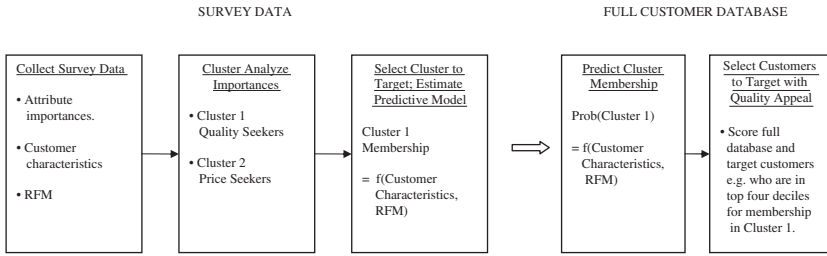 SURVEY DATA
FULL CUSTOMER DATABASE
Collect Survey Data
• Attribute
importances.
• Customer
characteristics
• RFM
Cluster Analyze
Importances
• Cluster 1
Quality Seekers
• Cluster 2
Price Seekers
Select Cluster to
Target; Estimate
Predictive Model
Cluster 1
Membership
= f(Customer
Characteristics,
RFM)
Predict Cluster
Membership
Prob(Cluster 1)
= f(Customer
Characteristics,
RFM)
Select Customers
to Target with
Quality Appeal
• Score full
database and
target customers
e.g. who are in
top four deciles
for membership
in Cluster 1.